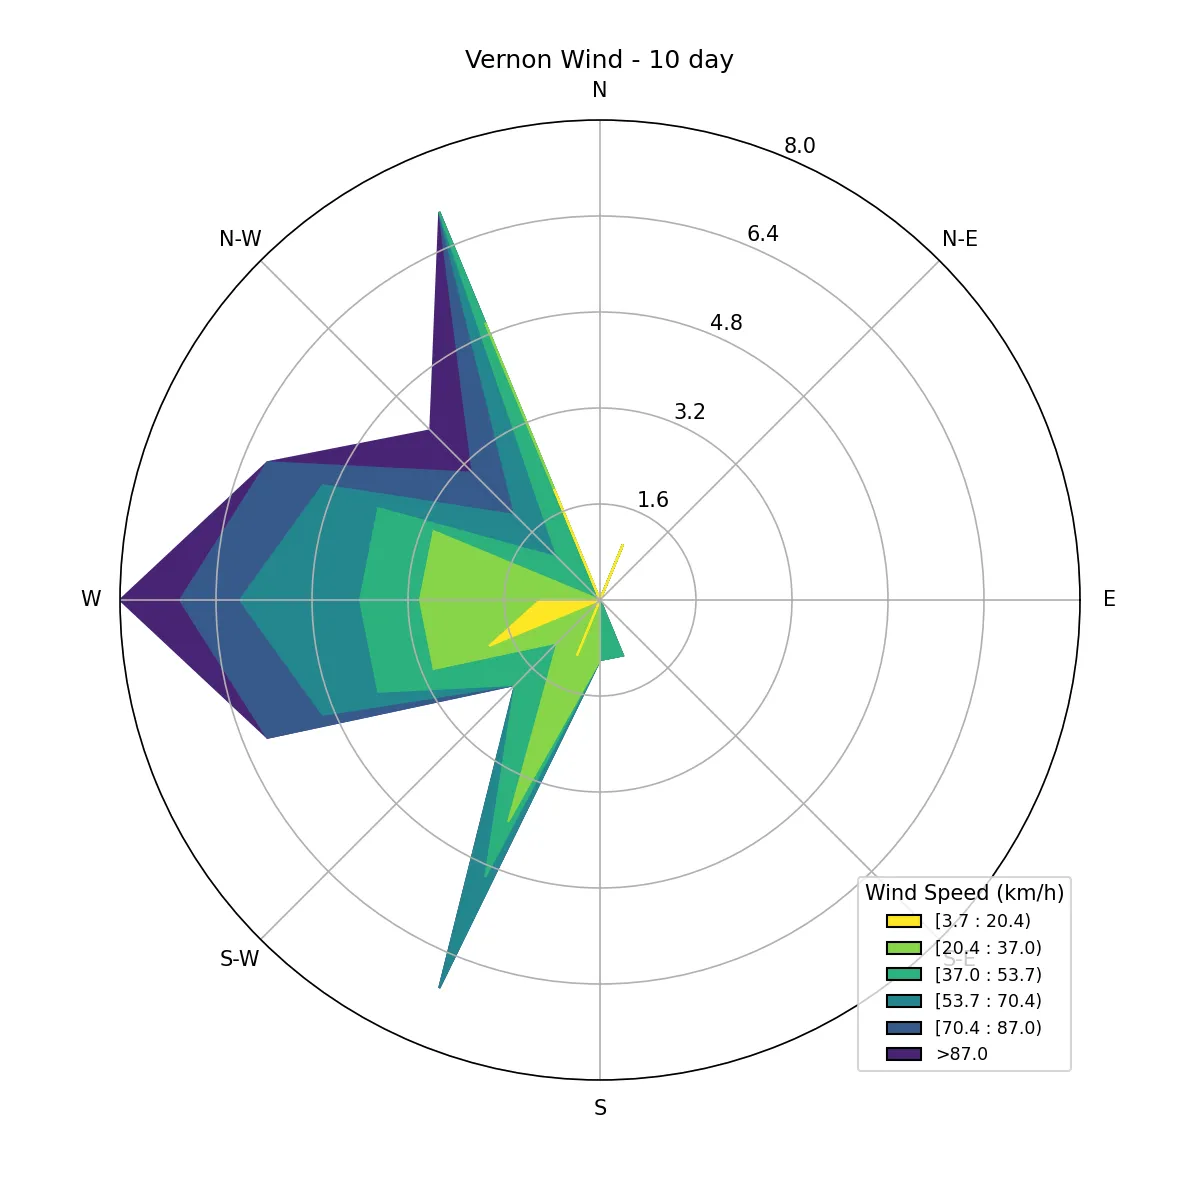 Vernon Wind - 10 day
N
8.0
N-W
N-E
6.4
4.8
3.2
1.6
W
E
Wind Speed (km/h)
[3.7 : 20.4)
[20.4 : 37.0)
S-W
S-E
[37.0 : 53.7)
[53.7 : 70.4)
[70.4 : 87.0)
>87.0
S